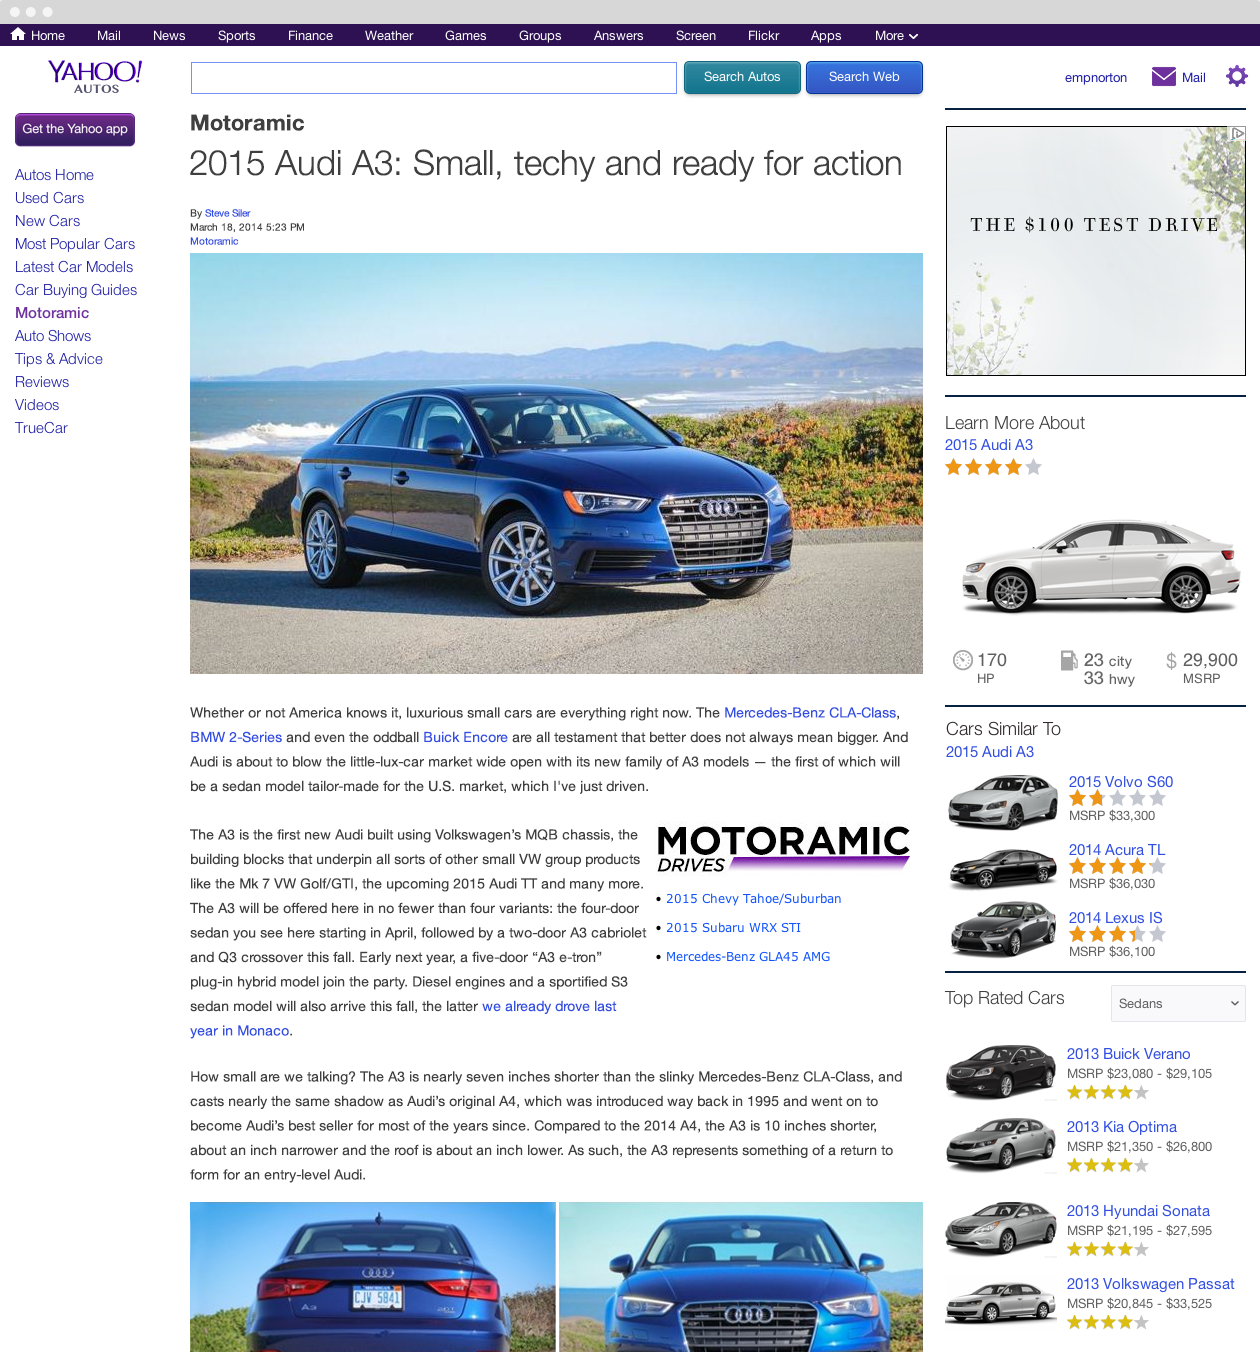 Home Mail News Sports Finance Weather Games Groups Answers Screen Flickr Apps More
YAHOO!
AUTOS
Search Autos
Search Web
empnorton
Mail
Get the Yahoo app
Autos Home
Used Cars
New Cars
Most Popular Cars
Latest Car Models
Car Buying Guides
Motoramic
Auto Shows
Tips & Advice
Reviews
Videos
TrueCar
Motoramic
2015 Audi A3: Small, techy and ready for action
By Steve Siler
March 18, 2014 5:23 PM
Motoramic
Whether or not America knows it, luxurious small cars are everything right now. The Mercedes-Benz CLA-Class,
BMW 2-Series and even the oddball Buick Encore are all testament that better does not always mean bigger. And
Audi is about to blow the little-lux-car market wide open with its new family of A3 models — the first of which will
be a sedan model tailor-made for the U.S. market, which I've just driven.
The A3 is the first new Audi built using Volkswagen's MQB chassis, the
building blocks that underpin all sorts of other small VW group products
like the Mk 7 VW Golf/GTI, the upcoming 2015 Audi TT and many more.
The A3 will be offered here in no fewer than four variants: the four-door
sedan you see here starting in April, followed by a two-door A3 cabriolet
and Q3 crossover this fall. Early next year, a five-door “A3 e-tron”
plug-in hybrid model join the party. Diesel engines and a sportified S3
sedan model will also arrive this fall, the latter we already drove last
year in Monaco.
MOTORAMIC
DRIVES
• 2015 Chevy Tahoe/Suburban
• 2015 Subaru WRX STI
• Mercedes-Benz GLA45 AMG
How small are we talking? The A3 is nearly seven inches shorter than the slinky Mercedes-Benz CLA-Class, and
casts nearly the same shadow as Audi's original A4, which was introduced way back in 1995 and went on to
become Audi's best seller for most of the years since. Compared to the 2014 A4, the A3 is 10 inches shorter,
about an inch narrower and the roof is about an inch lower. As such, the A3 represents something of a return to
form for an entry-level Audi.
A3
CJV 5841
THE $100 TEST DRIVE
Learn More About
2015 Audi A3
170
HP
23 city
33 hwy
$ 29,900
MSRP
Cars Similar To
2015 Audi A3
2015 Volvo S60
MSRP $33,300
2014 Acura TL
MSRP $36,030
2014 Lexus IS
MSRP $36,100
Top Rated Cars
Sedans
2013 Buick Verano
MSRP $23,080 - $29,105
2013 Kia Optima
MSRP $21,350 - $26,800
2013 Hyundai Sonata
MSRP $21,195 - $27,595
2013 Volkswagen Passat
MSRP $20,845 - $33,525